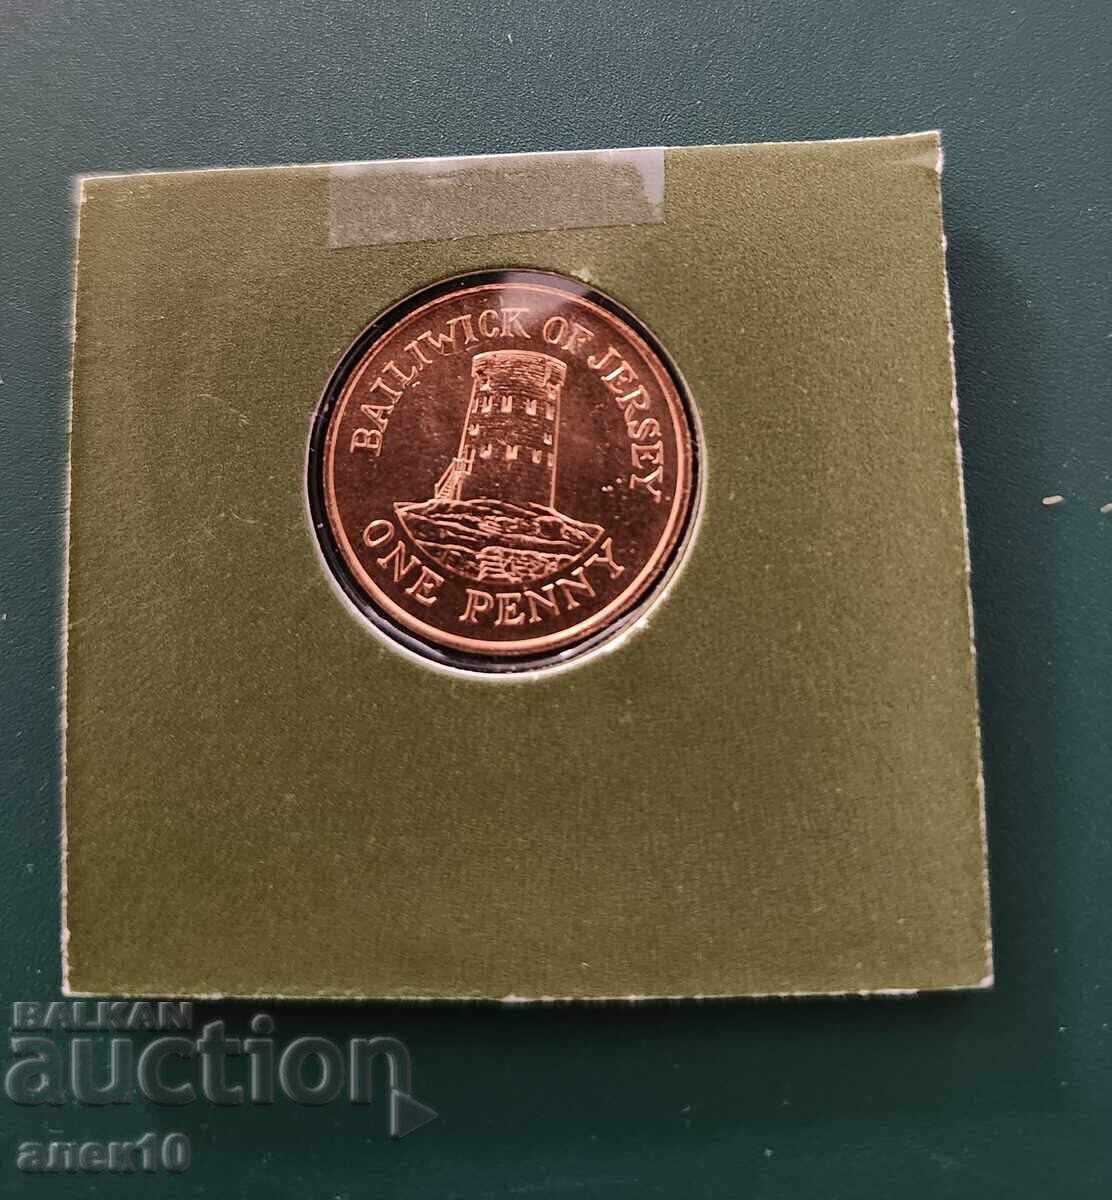 BAILIWICK OF JERSEY
ONE PENNY
BALKAN
auction
алек10